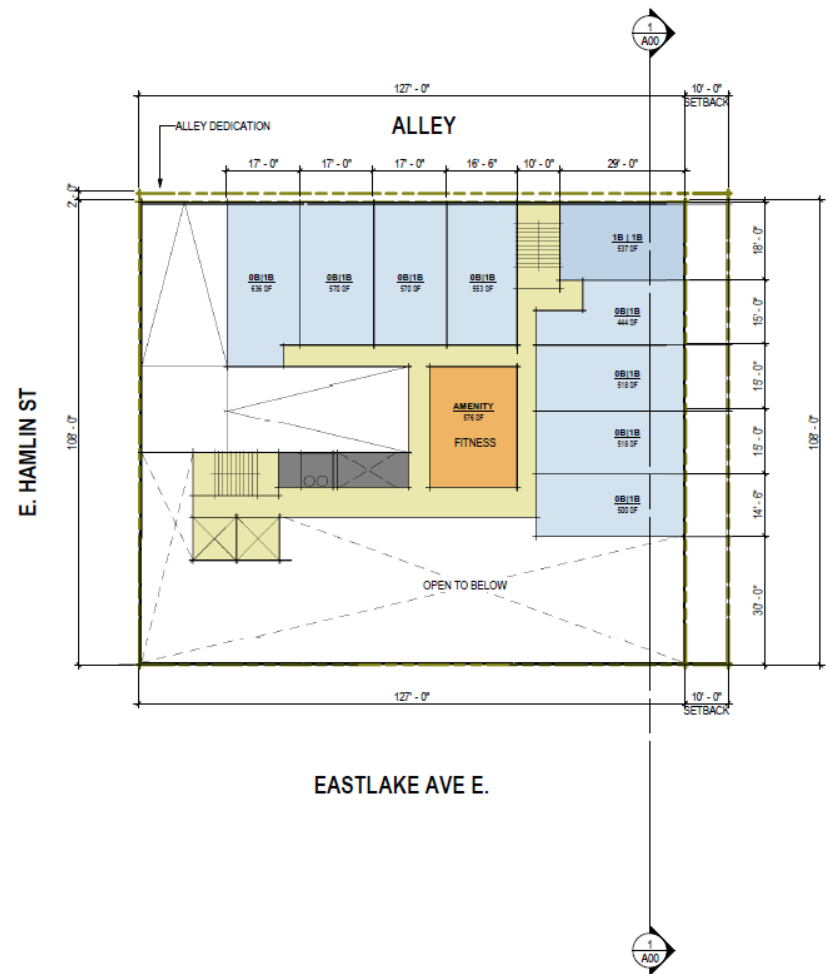 1
A00
127' - 0"
10' - 0"
SETBACK
ALLEY DEDICATION
ALLEY
17' - 0"
17' - 0"
17' - 0"
16' - 6"
10' - 0"
29' - 0"
2' - 0"
0B|1B
636 SF
0B|1B
570 SF
0B|1B
570 SF
0B|1B
553 SF
1B | 1B
537 SF
18' - 0"
0B|1B
444 SF
15' - 0"
0B|1B
518 SF
15' - 0"
0B|1B
518 SF
15' - 0"
0B|1B
500 SF
14' - 6"
AMENITY
576 SF
FITNESS
E. HAMLIN ST
108' - 0"
108' - 0"
OPEN TO BELOW
30' - 0"
127' - 0"
10' - 0"
SETBACK
EASTLAKE AVE E.
1
A00